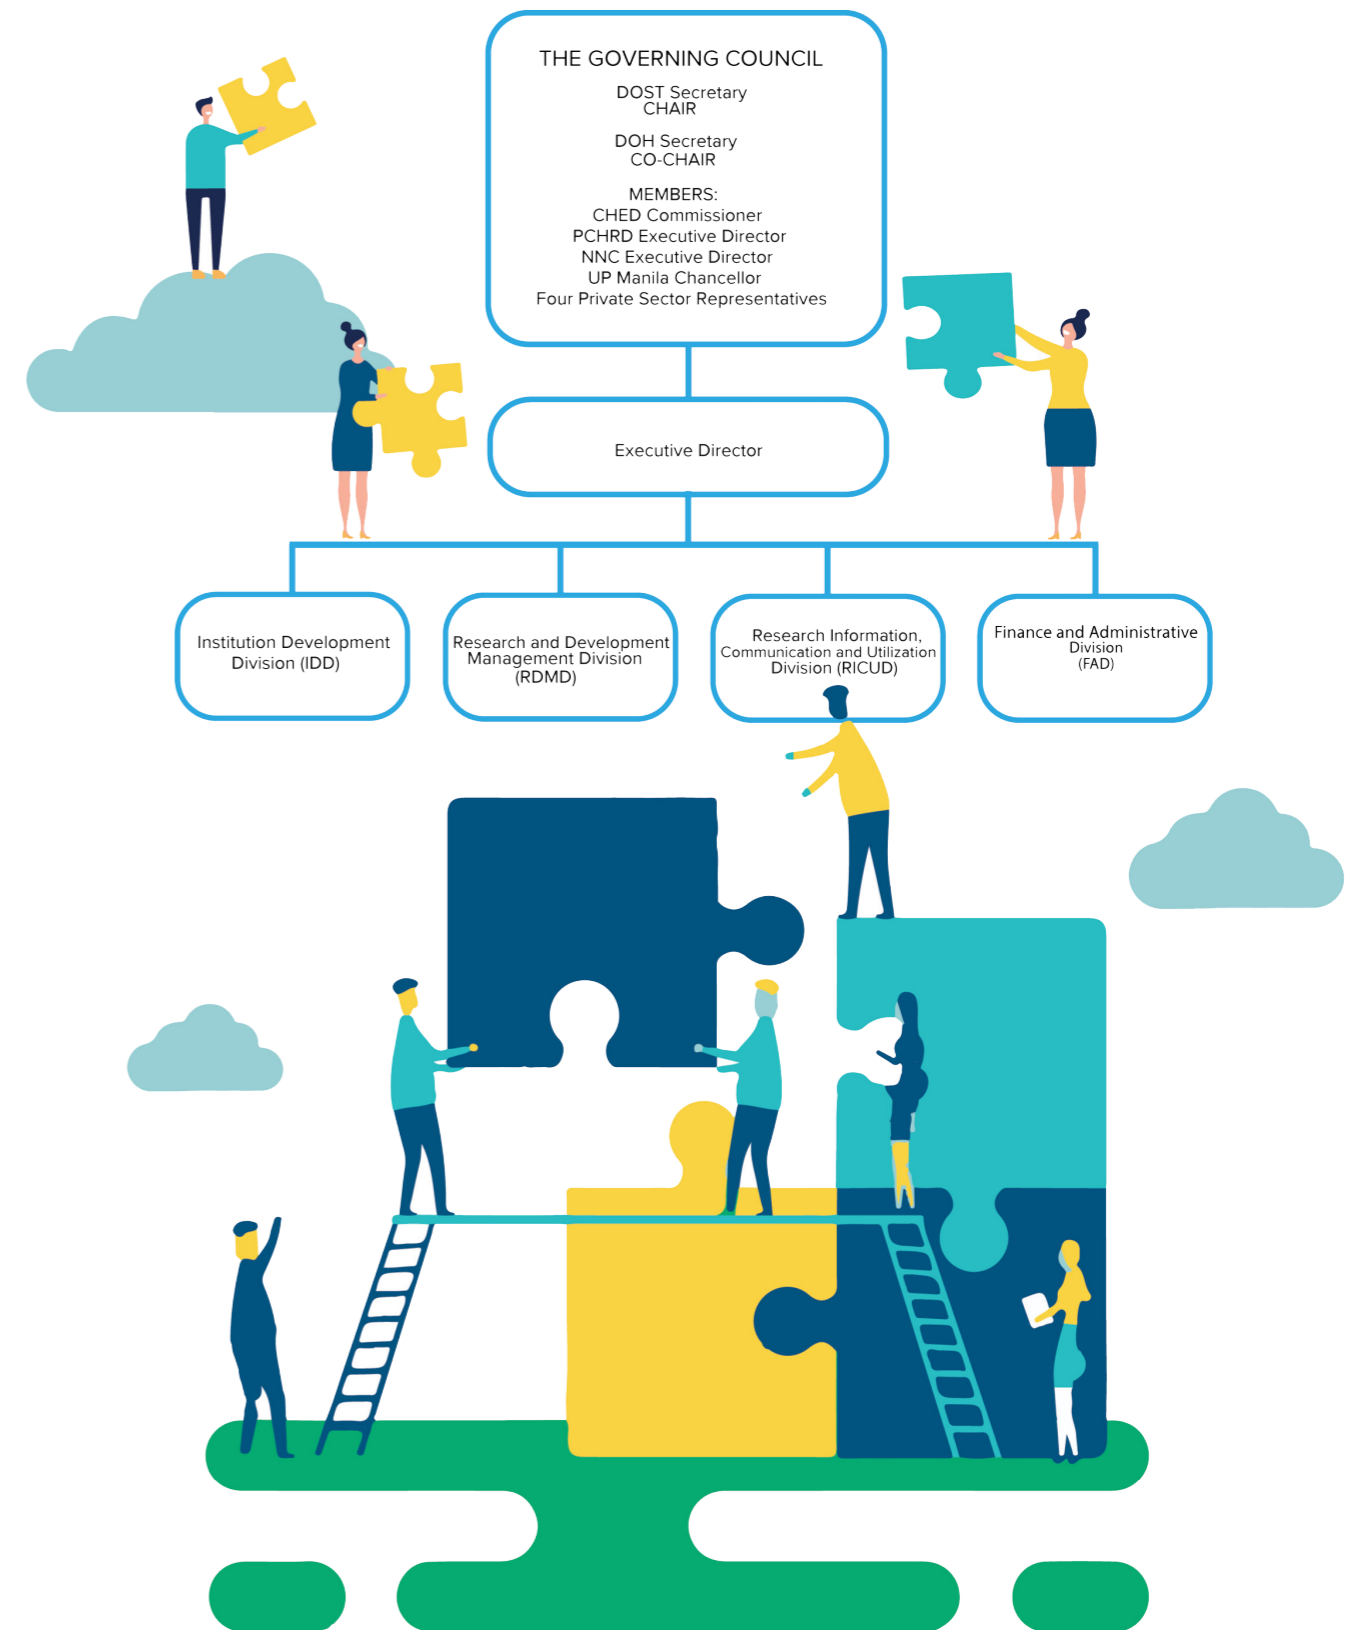 THE GOVERNING COUNCIL
DOST Secretary
CHAIR
DOH Secretary
CO-CHAIR
MEMBERS:
CHED Commissioner
PCHRD Executive Director
NNC Executive Director
UP Manila Chancellor
Four Private Sector Representatives
Executive Director
Institution Development
Division (IDD)
Research and Development
Management Division
(RDMD)
Research Information,
Communication and Utilization
Division (RICUD)
Finance and Administrative
Division
(FAD)